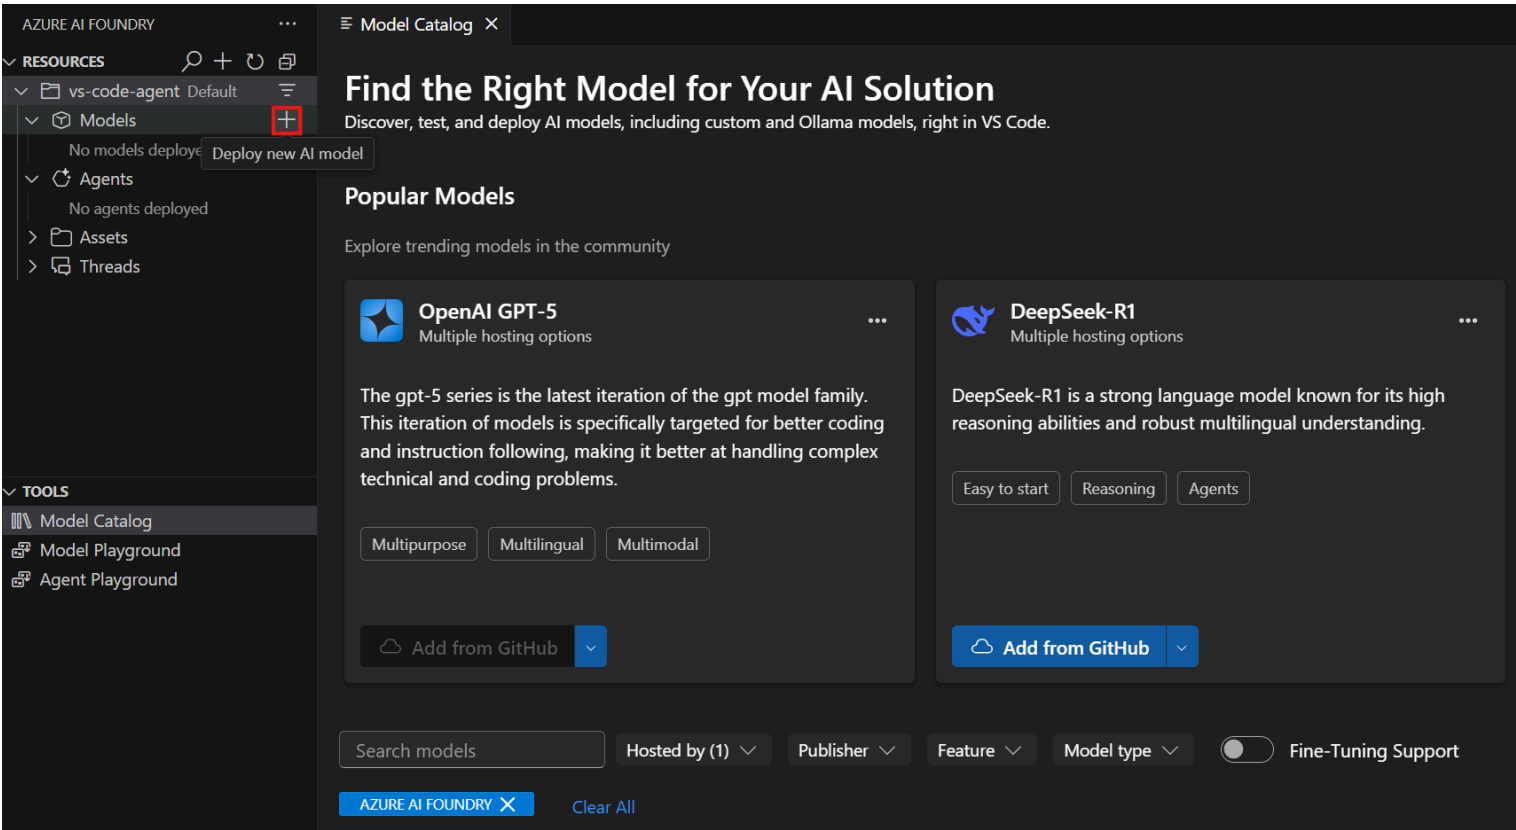 AZURE AI FOUNDRY
Model Catalog
RESOURCES
vs-code-agent Default
Models
No models deploye
Deploy new AI model
Agents
No agents deployed
Assets
Threads
TOOLS
Model Catalog
Model Playground
Agent Playground
Find the Right Model for Your AI Solution
Discover, test, and deploy AI models, including custom and Ollama models, right in VS Code.
Popular Models
Explore trending models in the community
OpenAI GPT-5
Multiple hosting options
The gpt-5 series is the latest iteration of the gpt model family.
This iteration of models is specifically targeted for better coding
and instruction following, making it better at handling complex
technical and coding problems.
Multipurpose
Multilingual
Multimodal
Add from GitHub
DeepSeek-R1
Multiple hosting options
DeepSeek-R1 is a strong language model known for its high
reasoning abilities and robust multilingual understanding.
Easy to start
Reasoning
Agents
Add from GitHub
Search models
Hosted by (1)
Publisher
Feature
Model type
Fine-Tuning Support
AZURE AI FOUNDRY
Clear All